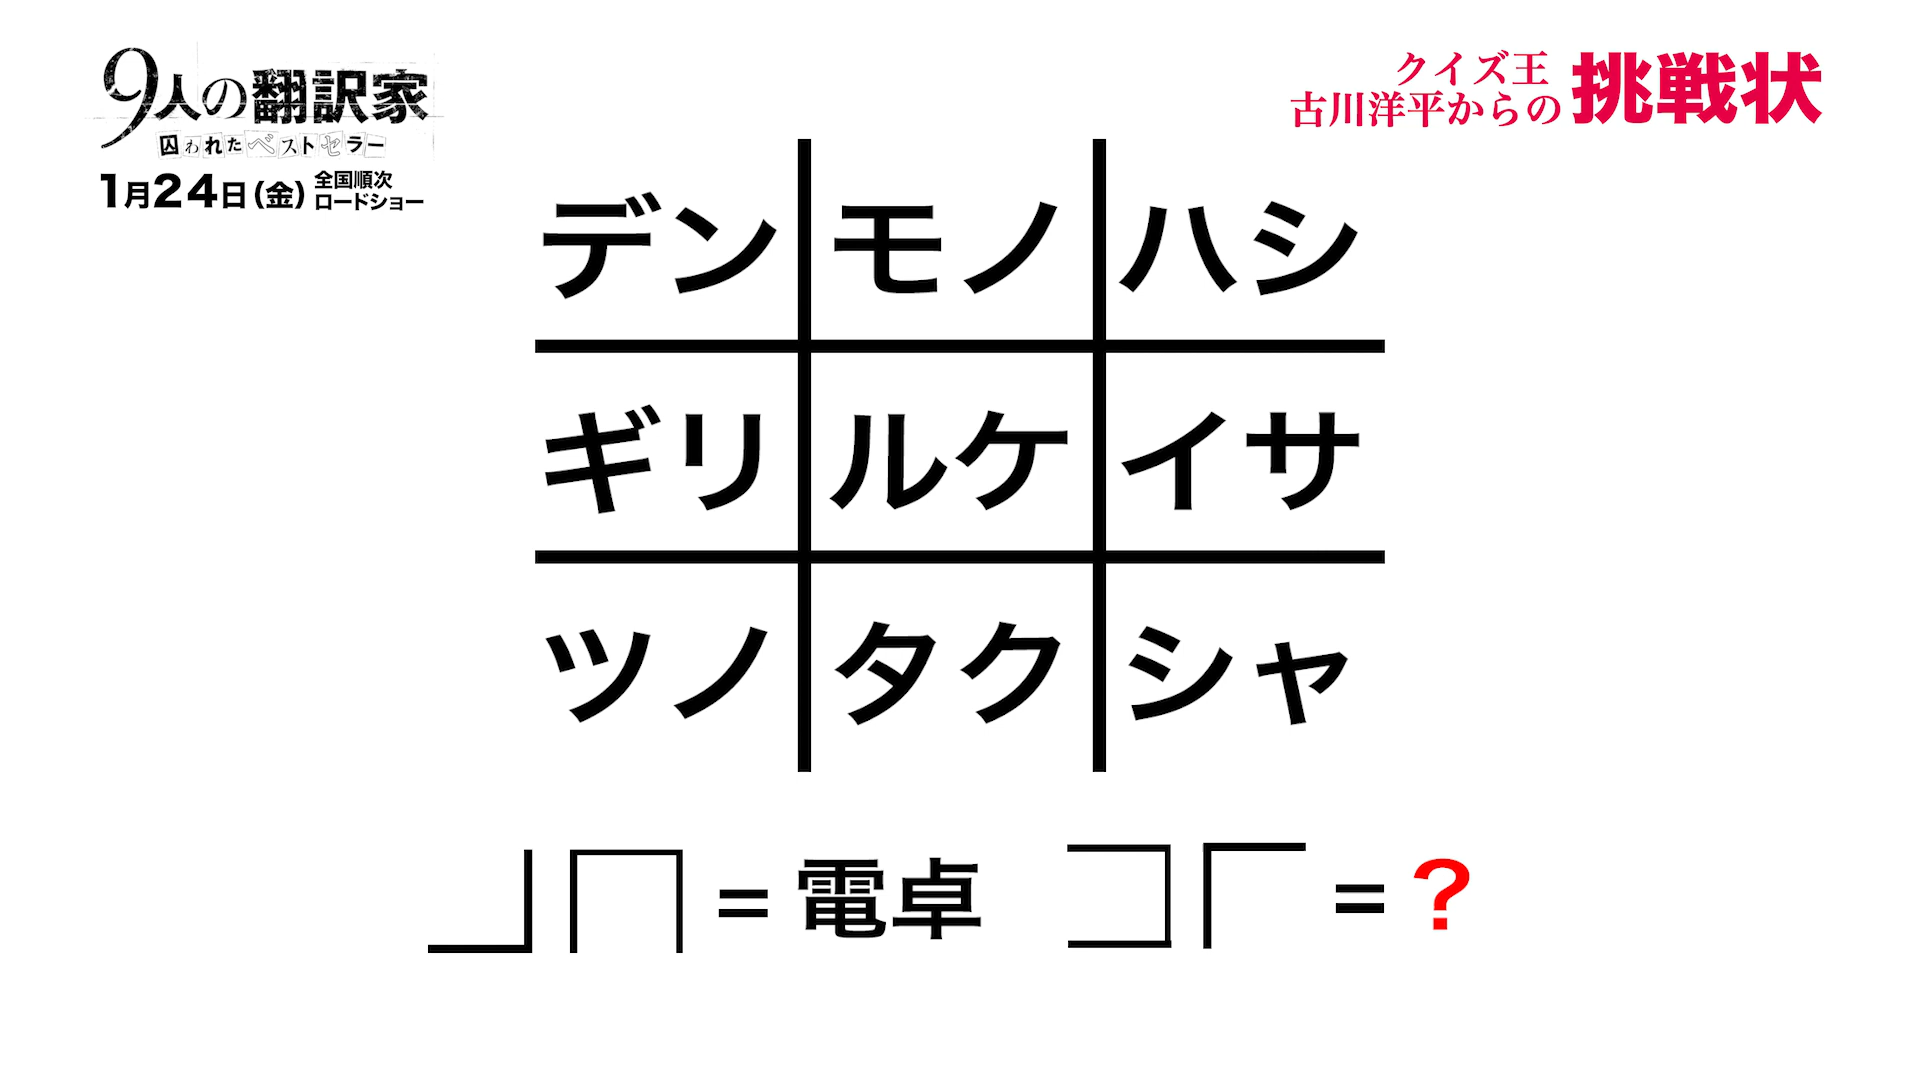 9人の翻訳家
囚われたベストセラー
1月24日(金) 全国順次ロードショー
クイズ王
古川洋平からの挑戦状
デン モノ ハシ
ギリ ルケ イサ
ツノ タク シャ
= 電卓 = ?